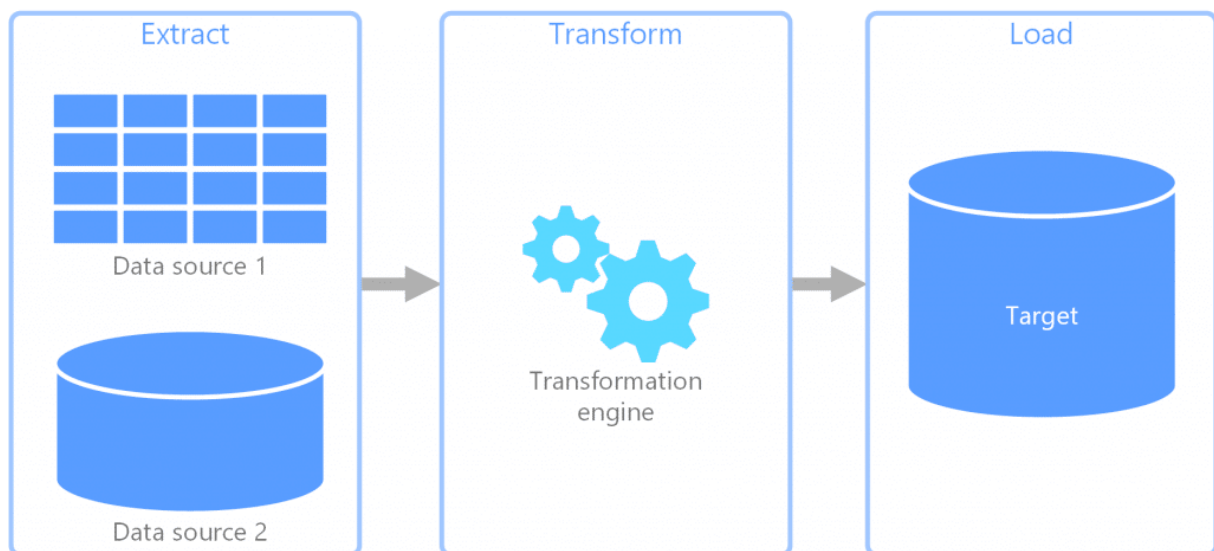 Extract
Data source 1
Data source 2
Transform
Transformation
engine
Load
Target